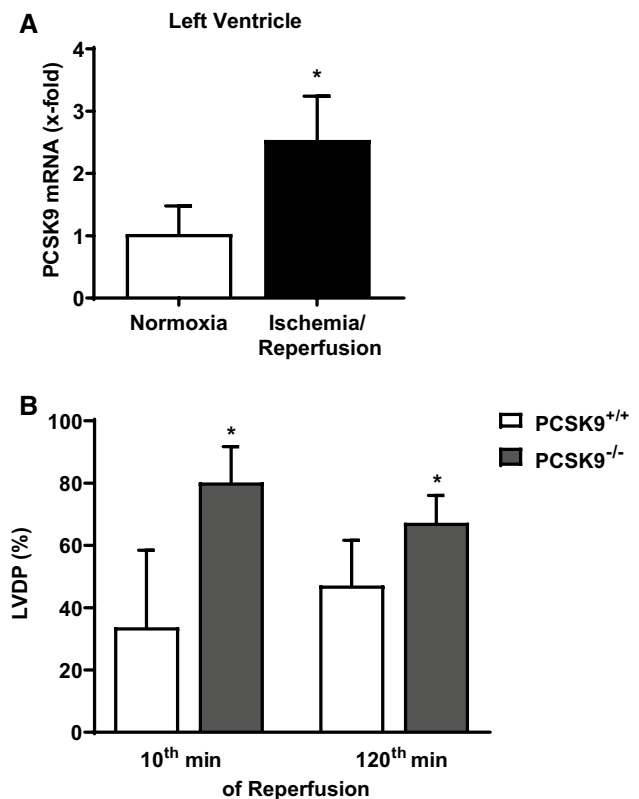 A
Left Ventricle
PCSK9 mRNA (x-fold)
4
3
2
1
0
*
Normoxia
Ischemia/
Reperfusion
B
LVDP (%)
100
80
60
40
20
0
*
*
10th min
120th min
of Reperfusion
PCSK9+/+
PCSK9-/-